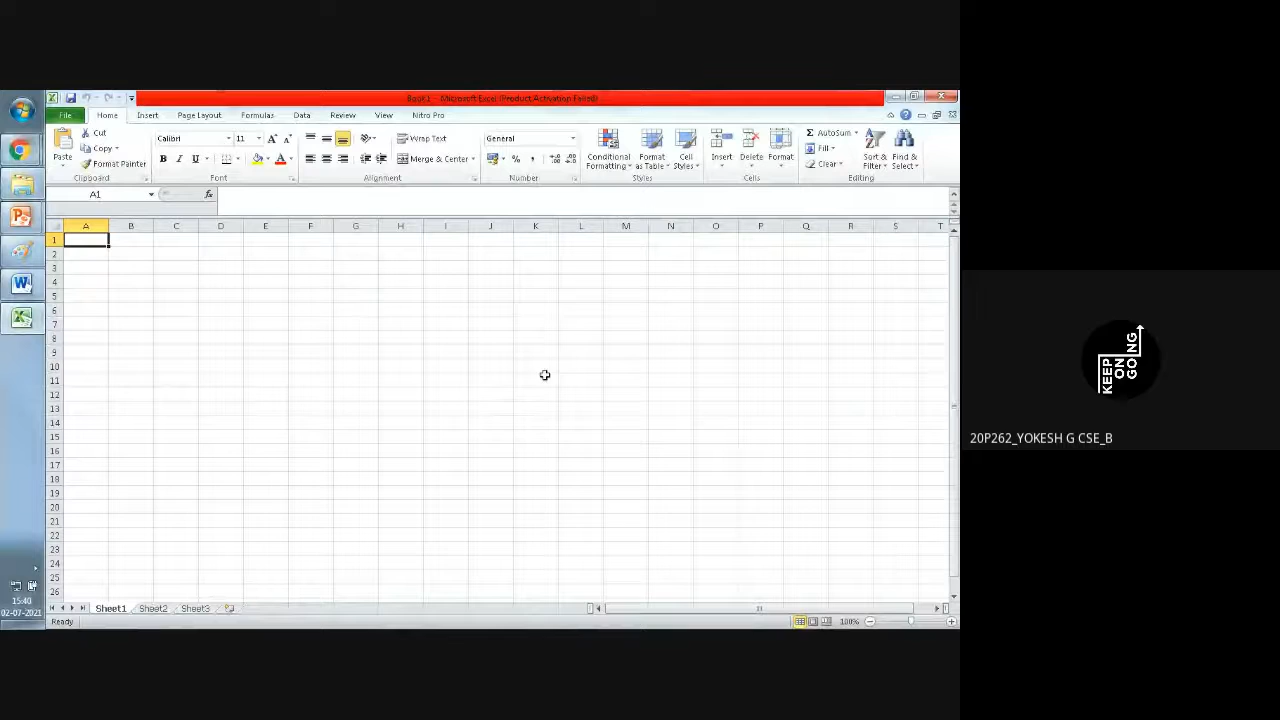 Book1 - Microsoft Excel (Product Activation Failed)
File Home Insert Page Layout Formulas Data Review View Nitro Pro
Paste
Cut
Copy
Format Painter
Clipboard
Calibri 11
B I U
Font
Wrap Text
Merge & Center
Alignment
General
%
Number
Conditional Formatting
Format as Table
Cell Styles
Styles
Insert Delete Format
Cells
AutoSum
Fill
Clear
Sort & Filter
Find & Select
Editing
A1 fx
A B C D E F G H I J K L M N O P Q R S T
1
2
3
4
5
6
7
8
9
10
11
12
13
14
15
16
17
18
19
20
21
22
23
24
25
26
Sheet1 Sheet2 Sheet3
Ready 100%
15:40
02-07-2021
KEEP
ON
GOING
20P262_YOKESH G CSE_B